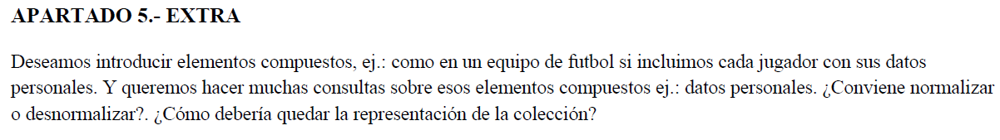 APARTADO 5.- EXTRA
Deseamos introducir elementos compuestos, ej.: como en un equipo de futbol si incluimos cada jugador con sus datos
personales. Y queremos hacer muchas consultas sobre esos elementos compuestos ej.: datos personales. ¿Conviene normalizar
o desnormalizar?. ¿Cómo debería quedar la representación de la colección?